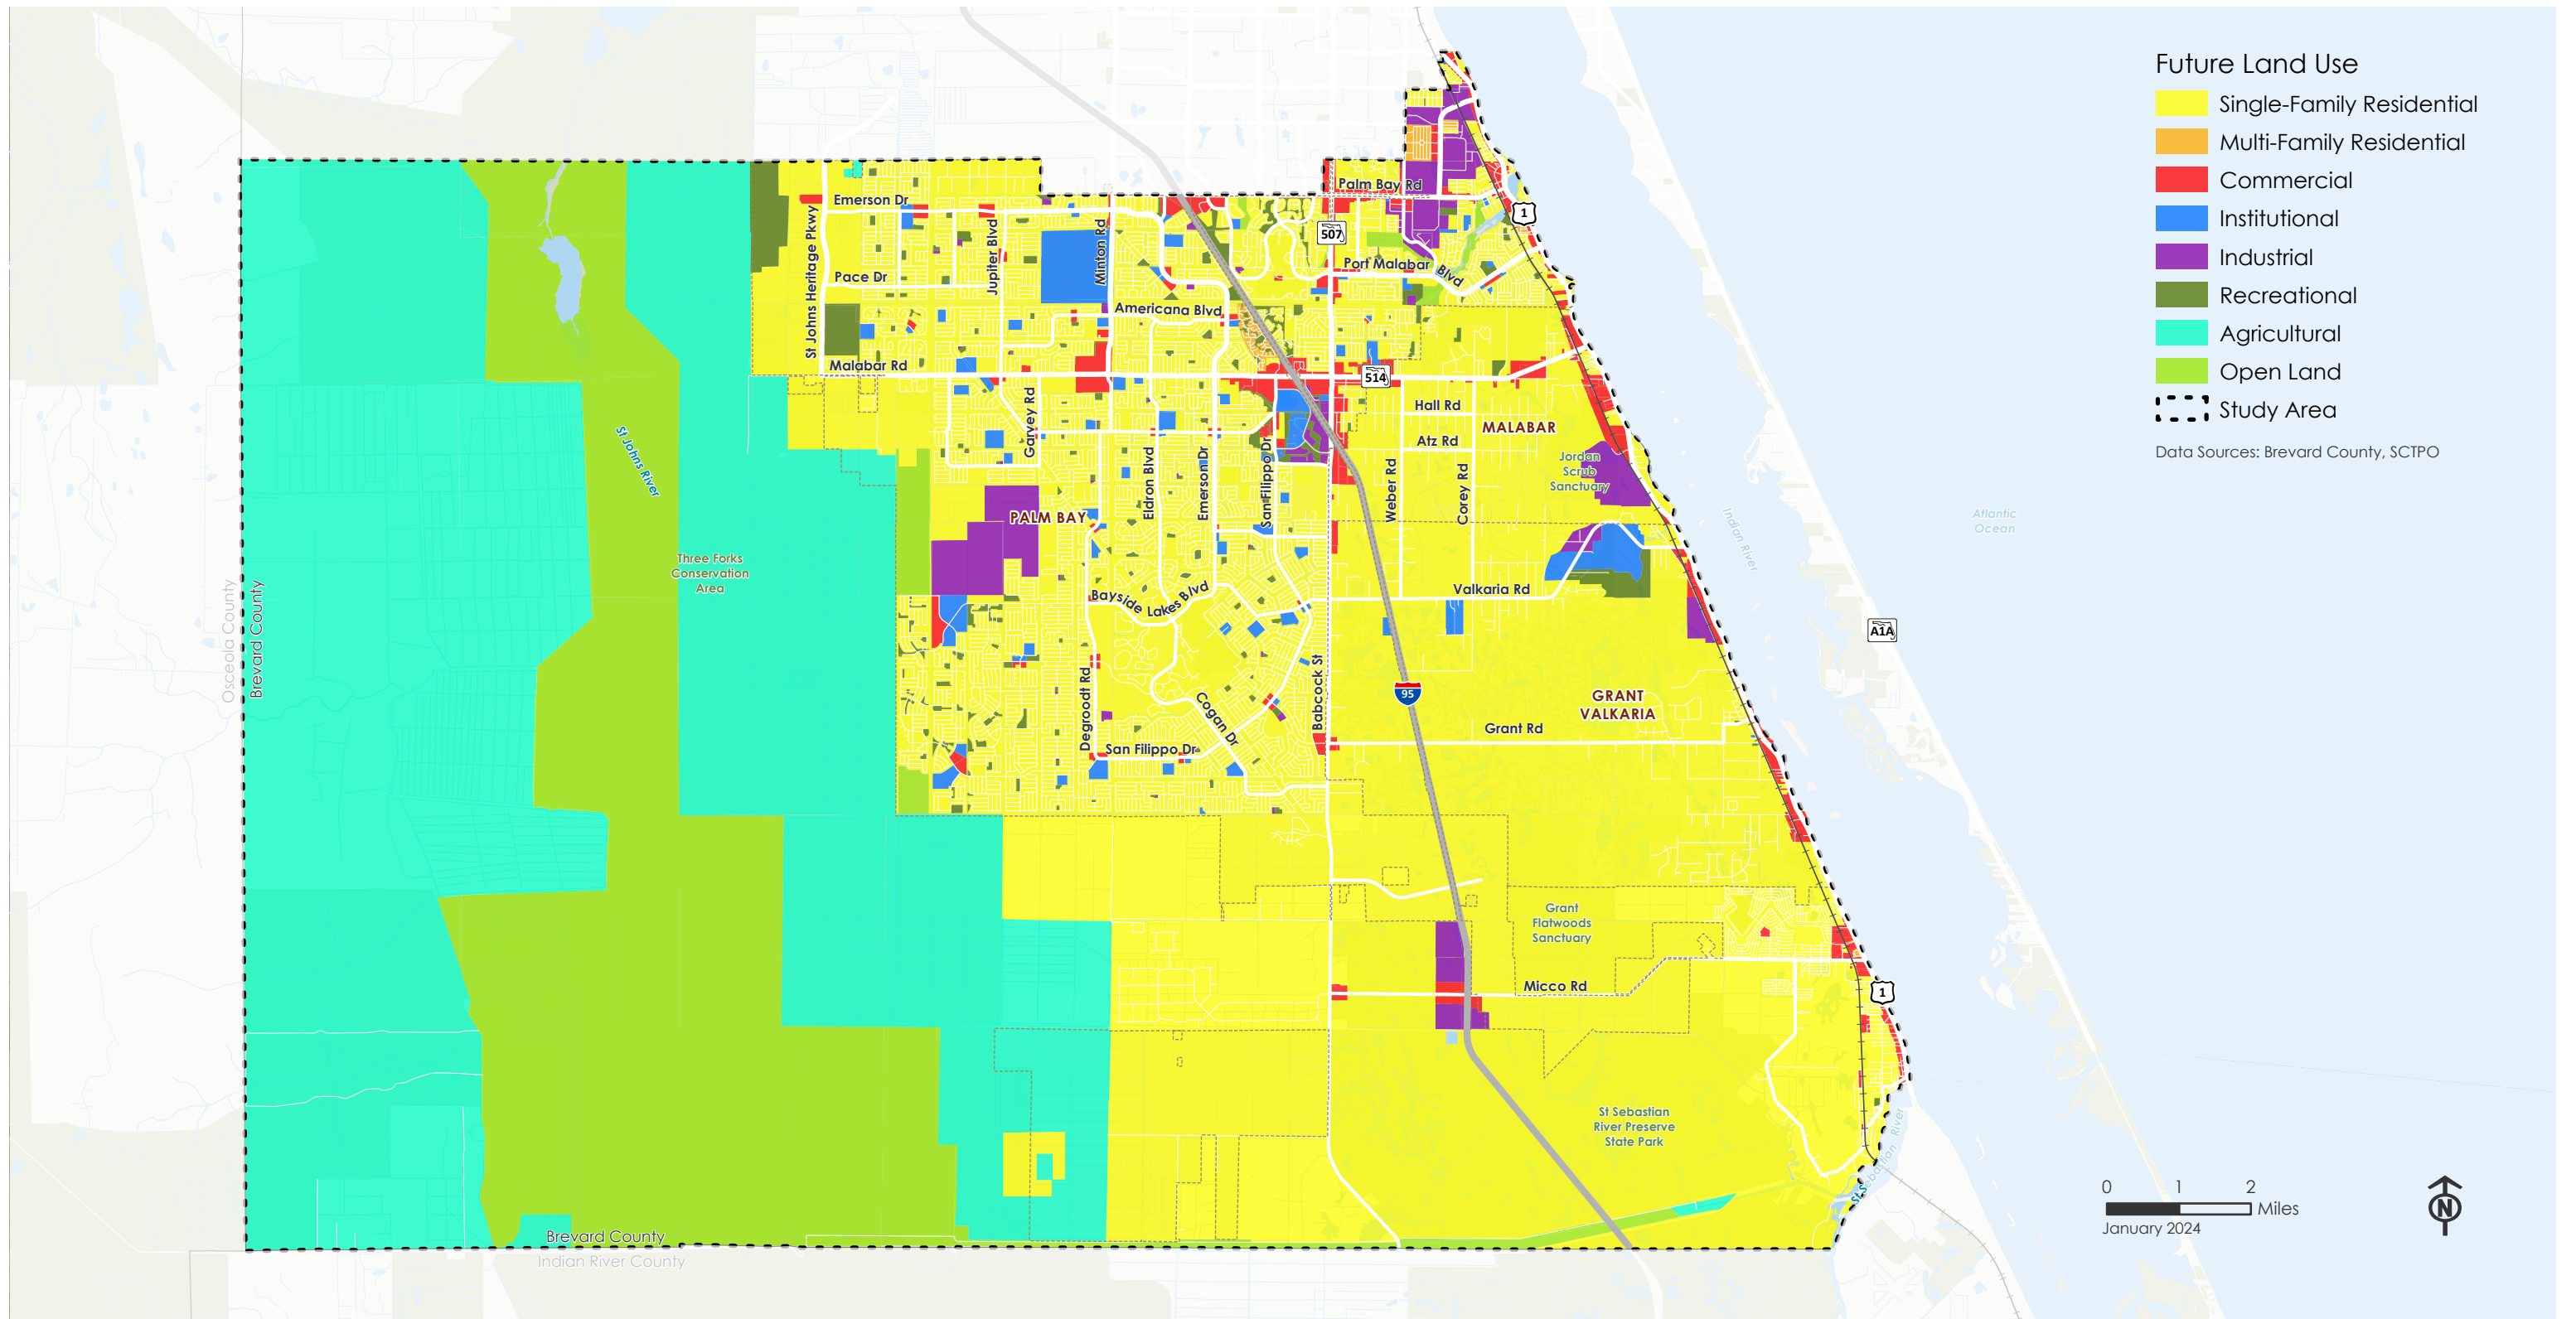 Future Land Use
Single-Family Residential
Multi-Family Residential
Commercial
Institutional
Industrial
Recreational
Agricultural
Open Land
Study Area
Data Sources: Brevard County, SCTPO
Palm Bay Rd
Emerson Dr
1
507
St Johns Heritage Pkwy
Jupiter Blvd
Minton Rd
Port Malabar Blvd
Pace Dr
Americana Blvd
Malabar Rd
514
Hall Rd
Garvey Rd
MALABAR
Atz Rd
St Johns River
Jordan
Scrub
Sanctuary
Eldron Blvd
Emerson Dr
San Filippo Dr
Weber Rd
Corey Rd
PALM BAY
Indian River
Atlantic
Ocean
Three Forks
Conservation
Area
Osceola County
Brevard County
Bayside Lakes Blvd
Valkaria Rd
A1A
Degroodt Rd
Babcock St
95
GRANT
VALKARIA
Cogan Dr
San Filippo Dr
Grant Rd
Grant
Flatwoods
Sanctuary
Micco Rd
1
St Sebastian
River Preserve
State Park
St Sebastian River
Brevard County
Indian River County
0 1 2
Miles
January 2024
N